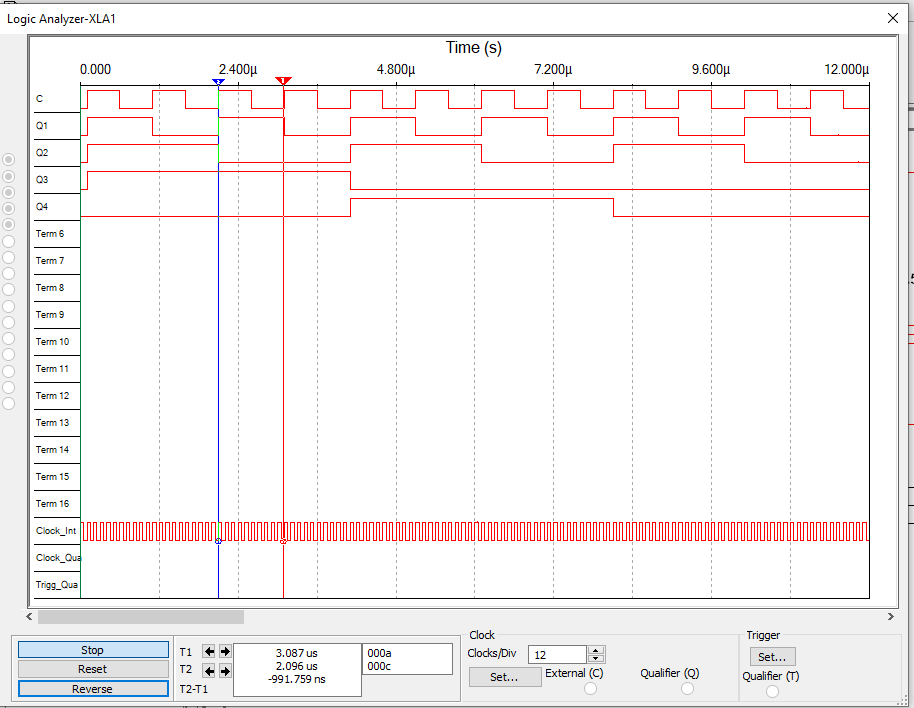 Logic Analyzer-XLA1
Time (s)
0.000 2.400µ 4.800µ 7.200µ 9.600µ 12.000µ
2 1
C
Q1
Q2
Q3
Q4
Term 6
Term 7
Term 8
Term 9
Term 10
Term 11
Term 12
Term 13
Term 14
Term 15
Term 16
Clock_Int
Clock_Qua
Trigg_Qua
Stop
Reset
Reverse
T1 3.087 us 000a
T2 2.096 us 000c
T2-T1 -991.759 ns
Clock
Clocks/Div 12
Set... External (C) Qualifier (Q)
Trigger
Set...
Qualifier (T)